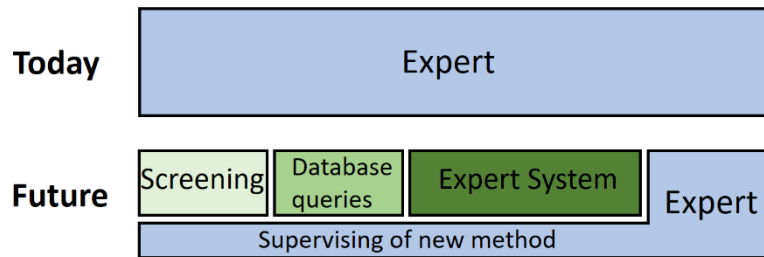 Today
Expert
Future
Screening
Database
queries
Expert System
Expert
Supervising of new method